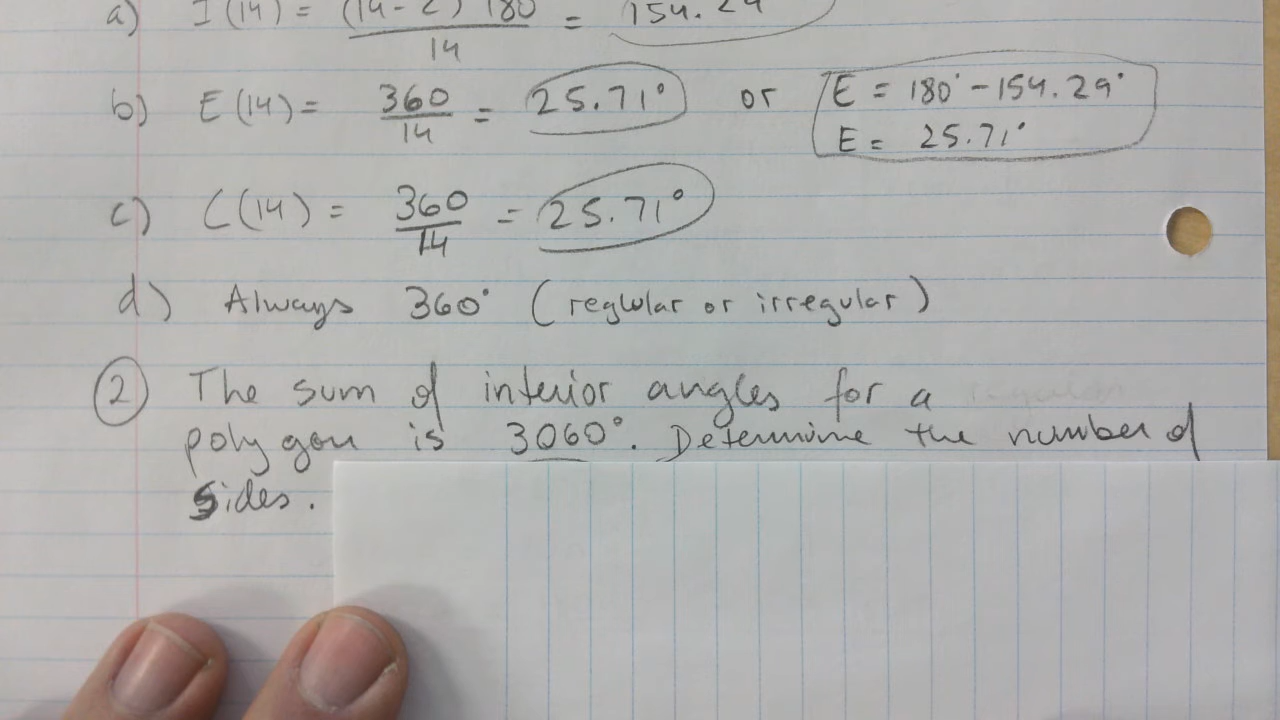 a) I(14) = (14-2) 180 / 14 = 154.29
b) E(14) = 360/14 = 25.71° or E = 180° - 154.29°
E = 25.71°
c) C(14) = 360/14 = 25.71°
d) Always 360° (reglular or irregular)
② The sum of interior angles for a
polygon is 3060°. Determine the number of
sides.